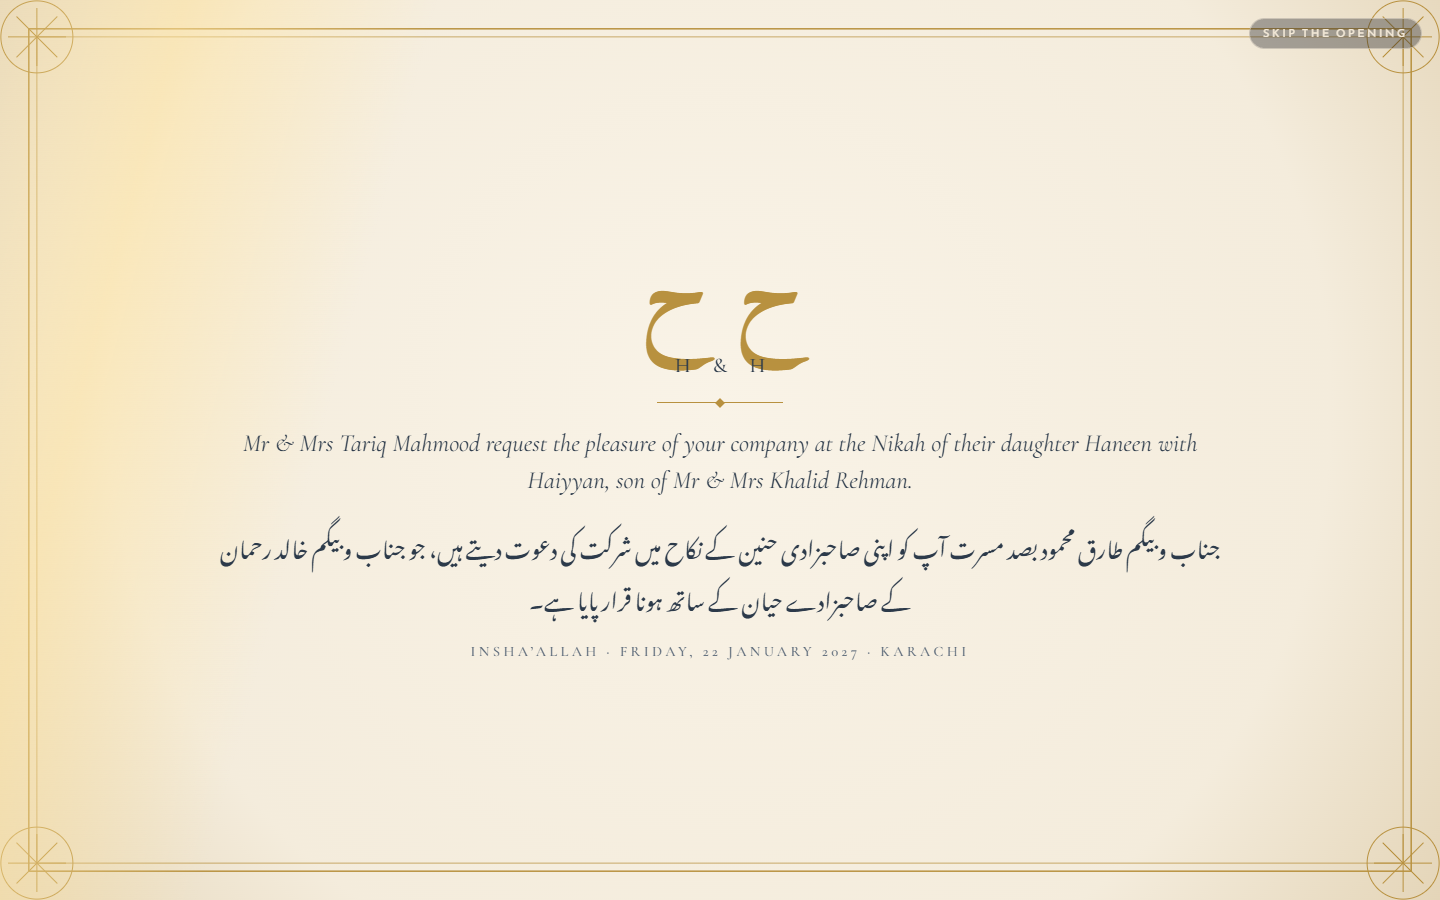 SKIP THE OPENING
ح ح
H & H
Mr & Mrs Tariq Mahmood request the pleasure of your company at the Nikah of their daughter Haneen with
Haiyyan, son of Mr & Mrs Khalid Rehman.
جناب و بیگم طارق محمود بصد مسرت آپ کو اپنی صاحبزادی حنین کے نکاح میں شرکت کی دعوت دیتے ہیں، جو جناب و بیگم خالد رحمان
کے صاحبزادے حیان کے ساتھ ہونا قرار پایا ہے۔
INSHA'ALLAH · FRIDAY, 22 JANUARY 2027 · KARACHI